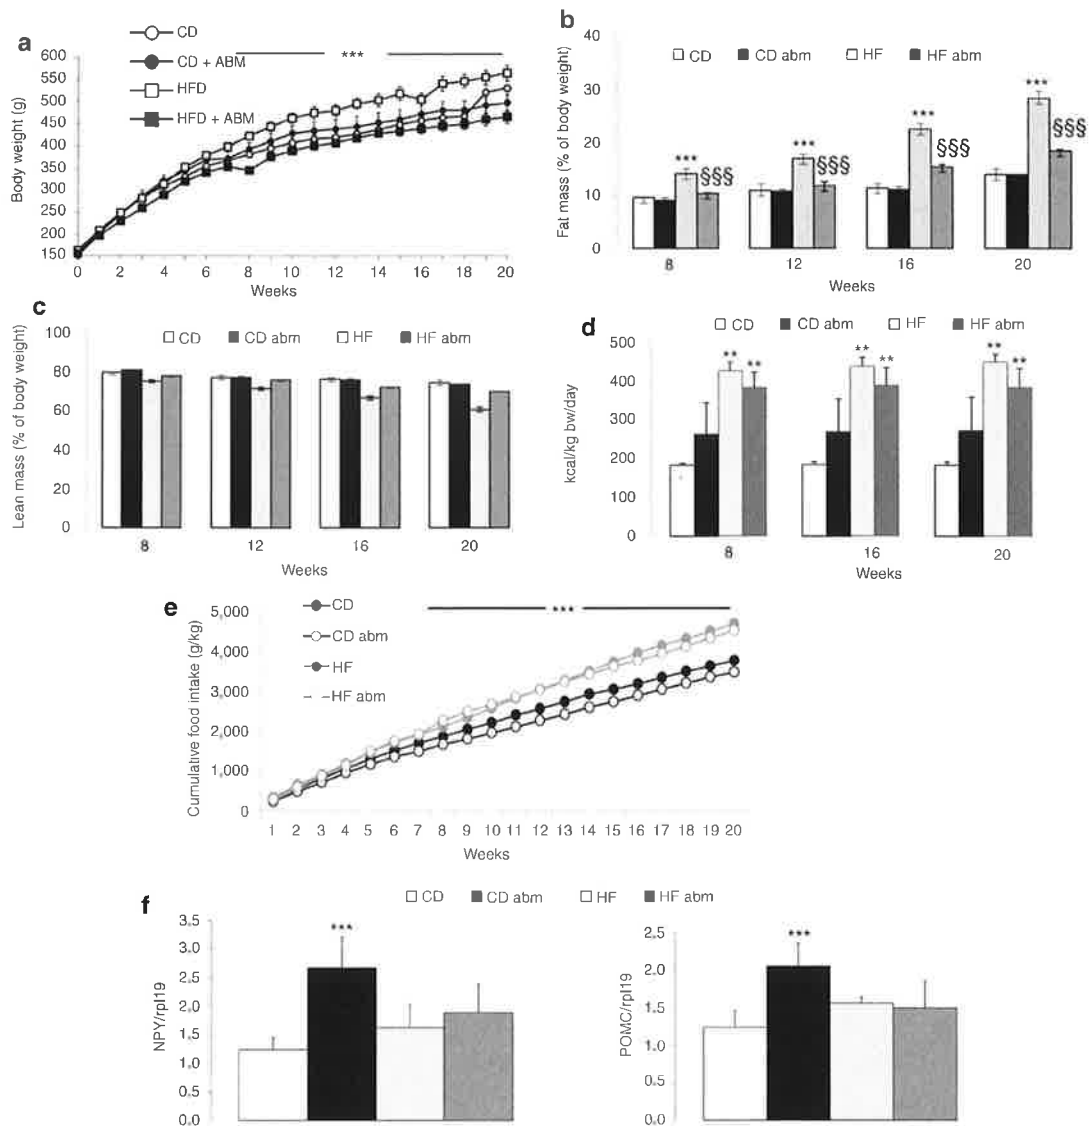 a
CD
CD + ABM
HFD
HFD + ABM
***
600
550
500
450
400
350
300
250
200
150
Body weight (g)
0 2 4 6 8 10 12 14 16 18 20
Weeks
b
CD CD abm HF HF abm
40
30
20
10
0
Fat mass (% of body weight)
*** §§§ *** §§§ *** §§§ *** §§§
8 12 16 20
Weeks
c
CD CD abm HF HF abm
100
80
60
40
20
0
Lean mass (% of body weight)
8 12 16 20
Weeks
d
CD CD abm HF HF abm
500
400
300
200
100
0
kcal/kg bw/day
** ** ** ** ** **
8 16 20
Weeks
e
CD
CD abm
HF
HF abm
***
5,000
4,000
3,000
2,000
1,000
0
Cumulative food intake (g/kg)
1 2 3 4 5 6 7 8 9 10 11 12 13 14 15 16 17 18 19 20
Weeks
f
CD CD abm HF HF abm
3.5
3.0
2.5
2.0
1.5
1.0
0.5
0.0
NPY/rpl19
***
2.5
2.0
1.5
1.0
0.5
0.0
POMC/rpl19
***